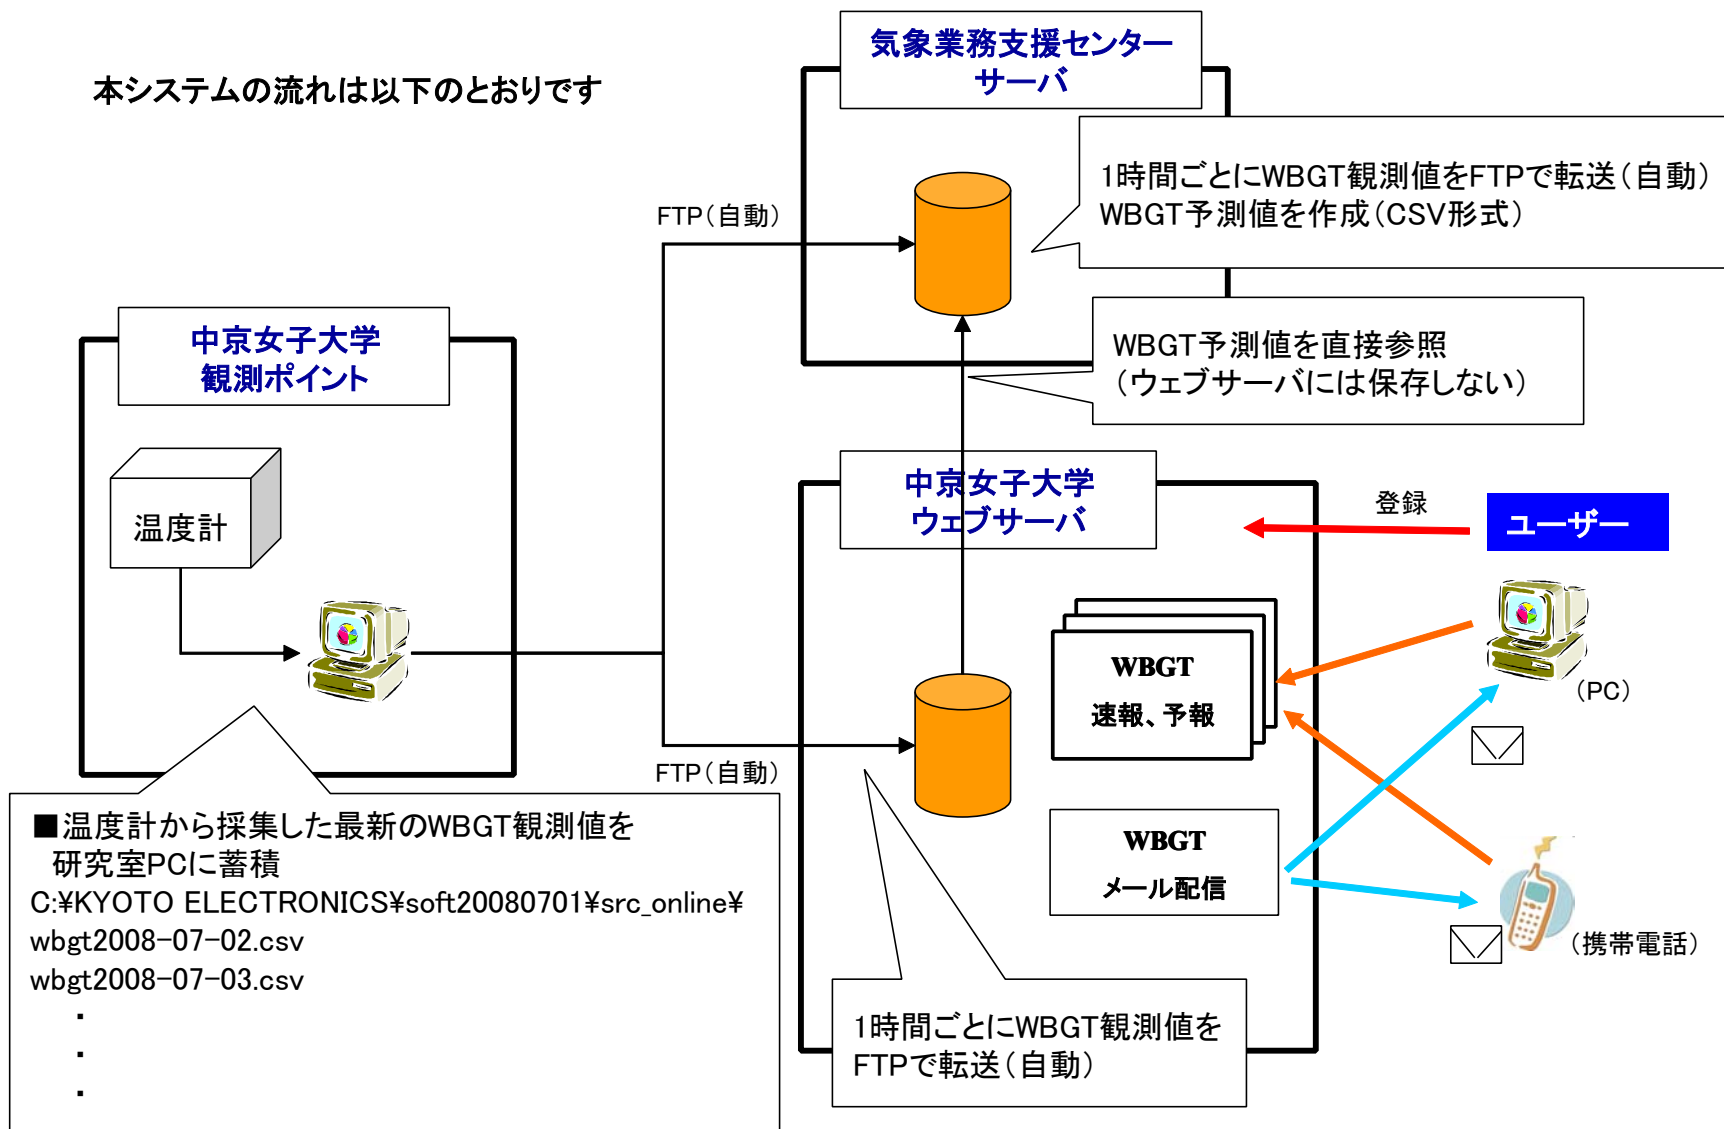 本システムの流れは以下のとおりです
気象業務支援センター
サーバ
1時間ごとにWBGT観測値をFTPで転送（自動）
WBGT予測値を作成（CSV形式）
FTP（自動）
WBGT予測値を直接参照
（ウェブサーバには保存しない）
中京女子大学
観測ポイント
温度計
中京女子大学
ウェブサーバ
登録
ユーザー
WBGT
速報、予報
（PC）
FTP（自動）
WBGT
メール配信
（携帯電話）
■温度計から採集した最新のWBGT観測値を
研究室PCに蓄積
C:¥KYOTO ELECTRONICS¥soft20080701¥src_online¥
wbgt2008-07-02.csv
wbgt2008-07-03.csv
・
・
・
1時間ごとにWBGT観測値を
FTPで転送（自動）